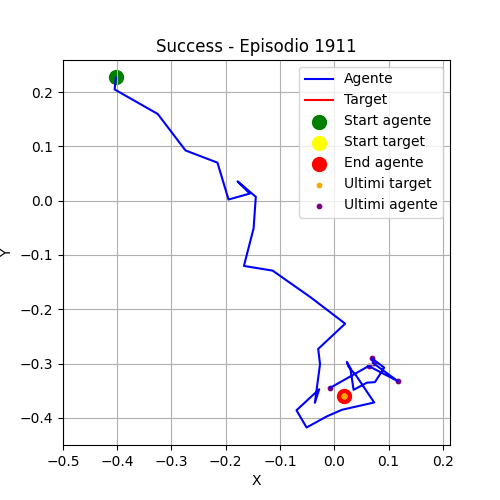 Success - Episodio 1911
Agente
Target
Start agente
Start target
End agente
Ultimi target
Ultimi agente
0.2
0.1
0.0
−0.1
−0.2
−0.3
−0.4
Y
−0.5 −0.4 −0.3 −0.2 −0.1 0.0 0.1 0.2
X